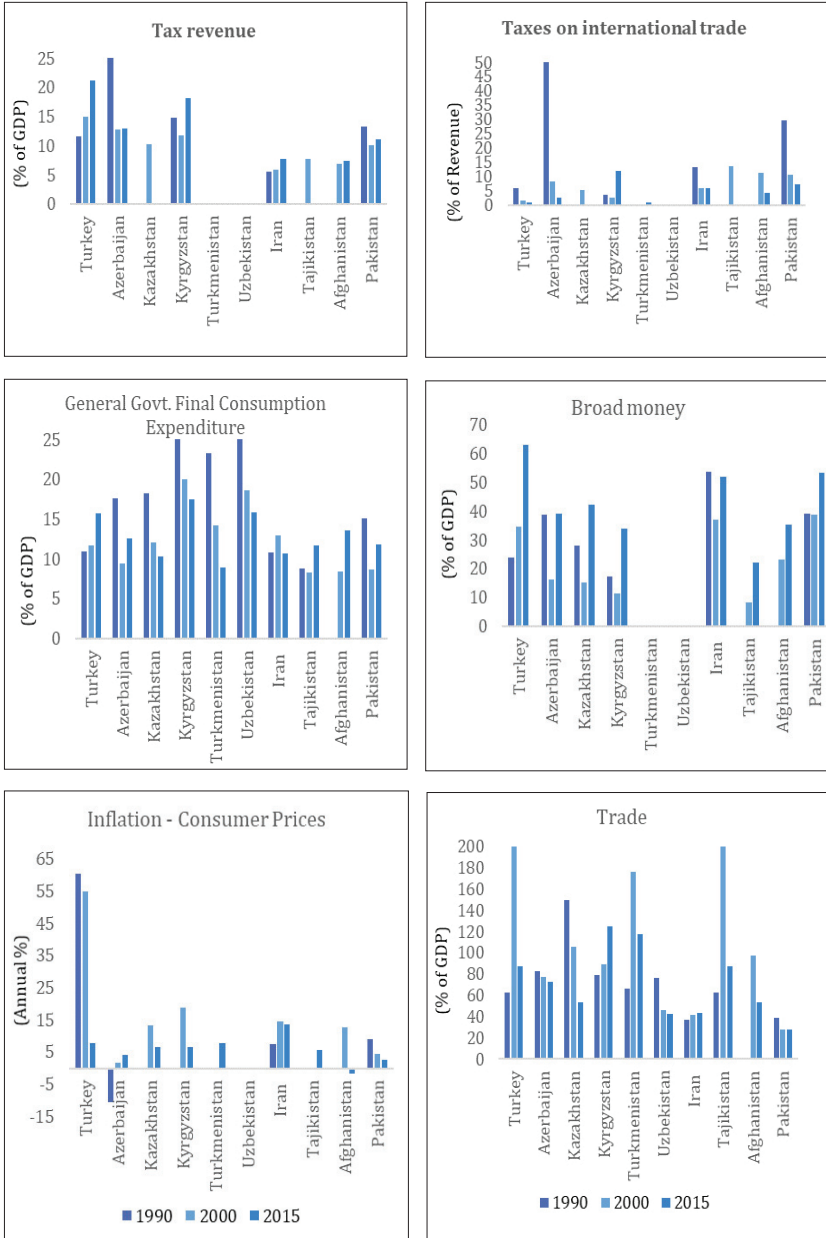 Tax revenue
(% of GDP)
25
20
15
10
5
0
Turkey
Azerbaijan
Kazakhstan
Kyrgyzstan
Turkmenistan
Uzbekistan
Iran
Tajikistan
Afghanistan
Pakistan
Taxes on international trade
(% of Revenue)
50
45
40
35
30
25
20
15
10
5
0
Turkey
Azerbaijan
Kazakhstan
Kyrgyzstan
Turkmenistan
Uzbekistan
Iran
Tajikistan
Afghanistan
Pakistan
General Govt. Final Consumption
Expenditure
(% of GDP)
25
20
15
10
5
0
Turkey
Azerbaijan
Kazakhstan
Kyrgyzstan
Turkmenistan
Uzbekistan
Iran
Tajikistan
Afghanistan
Pakistan
Broad money
(% of GDP)
70
60
50
40
30
20
10
0
Turkey
Azerbaijan
Kazakhstan
Kyrgyzstan
Turkmenistan
Uzbekistan
Iran
Tajikistan
Afghanistan
Pakistan
Inflation - Consumer Prices
(Annual %)
65
55
45
35
25
15
5
-5
-15
Turkey
Azerbaijan
Kazakhstan
Kyrgyzstan
Turkmenistan
Uzbekistan
Iran
Tajikistan
Afghanistan
Pakistan
1990 2000 2015
Trade
(% of GDP)
200
180
160
140
120
100
80
60
40
20
0
Turkey
Azerbaijan
Kazakhstan
Kyrgyzstan
Turkmenistan
Uzbekistan
Iran
Tajikistan
Afghanistan
Pakistan
1990 2000 2015